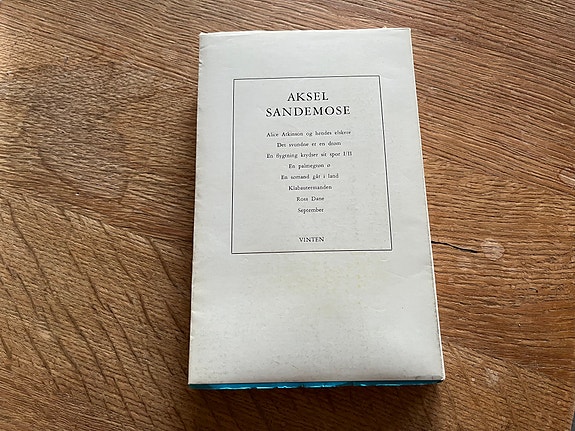 AKSEL
SANDEMOSE
Alice Atkinson og hendes elskere
Det svundne er en drøm
En flygtning krydser sit spor I/II
En palmegrøn ø
En sømand går i land
Klabautermanden
Ross Dane
September
VINTEN